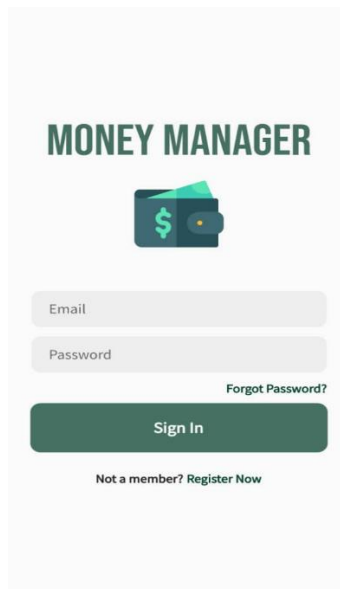 MONEY MANAGER
$
Email
Password
Forgot Password?
Sign In
Not a member? Register Now